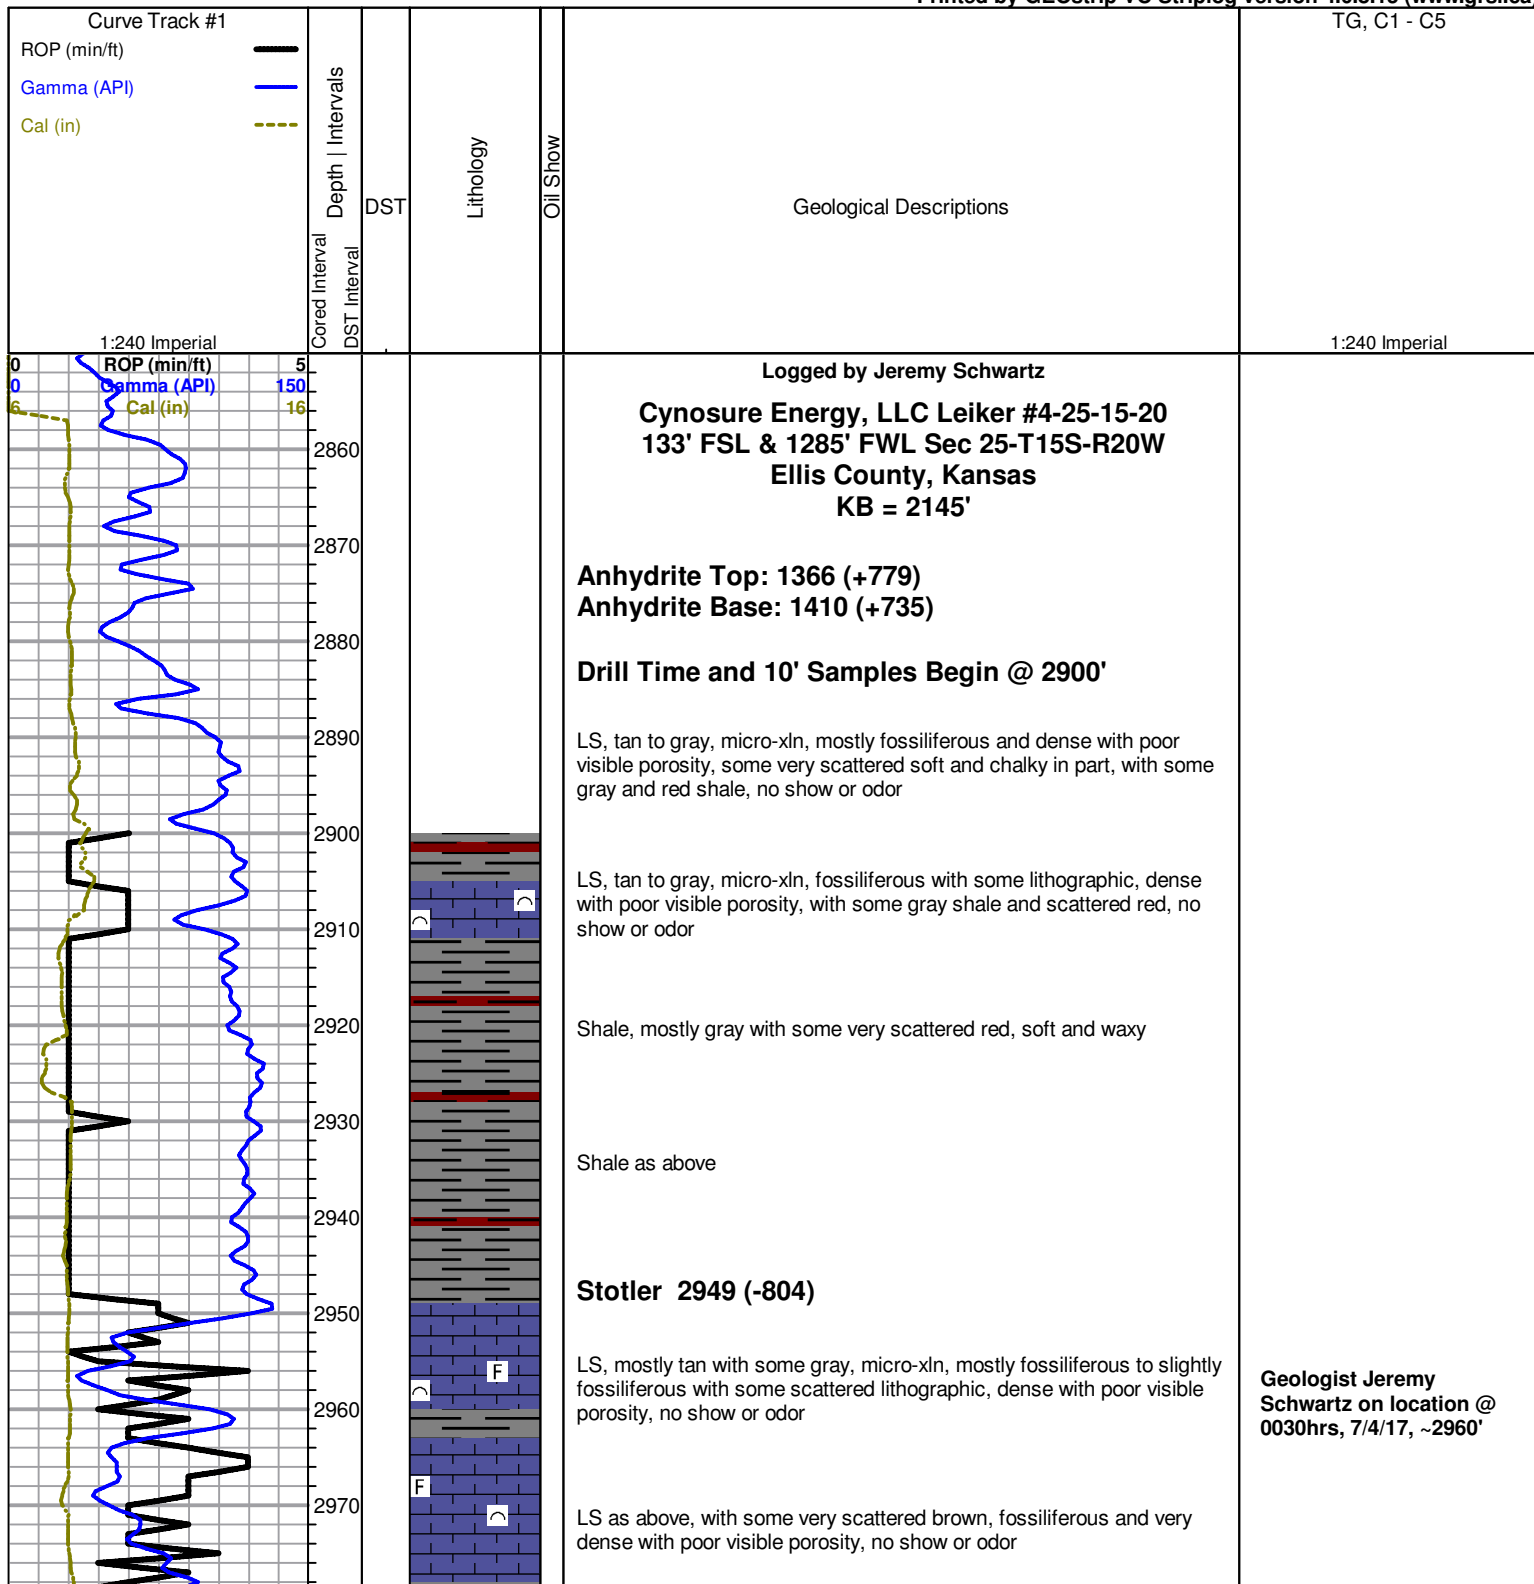 Curve Track #1
ROP (min/ft)
Gamma (API)
Cal (in)
1:240 Imperial
Cored Interval
Depth | Intervals
DST Interval
DST
Lithology
Oil Show
Geological Descriptions
TG, C1 - C5
1:240 Imperial
0 ROP (min/ft) 5
0 Gamma (API) 150
6 Cal (in) 16
Logged by Jeremy Schwartz
Cynosure Energy, LLC Leiker #4-25-15-20
133' FSL & 1285' FWL Sec 25-T15S-R20W
Ellis County, Kansas
KB = 2145'
2860
2870
Anhydrite Top: 1366 (+779)
Anhydrite Base: 1410 (+735)
2880
Drill Time and 10' Samples Begin @ 2900'
2890
LS, tan to gray, micro-xln, mostly fossiliferous and dense with poor
visible porosity, some very scattered soft and chalky in part, with some
gray and red shale, no show or odor
2900
LS, tan to gray, micro-xln, fossiliferous with some lithographic, dense
with poor visible porosity, with some gray shale and scattered red, no
show or odor
2910
2920
Shale, mostly gray with some very scattered red, soft and waxy
2930
Shale as above
2940
Stotler 2949 (-804)
2950
LS, mostly tan with some gray, micro-xln, mostly fossiliferous to slightly
fossiliferous with some scattered lithographic, dense with poor visible
porosity, no show or odor
F
Geologist Jeremy
Schwartz on location @
0030hrs, 7/4/17, ~2960'
2960
F
2970
LS as above, with some very scattered brown, fossiliferous and very
dense with poor visible porosity, no show or odor